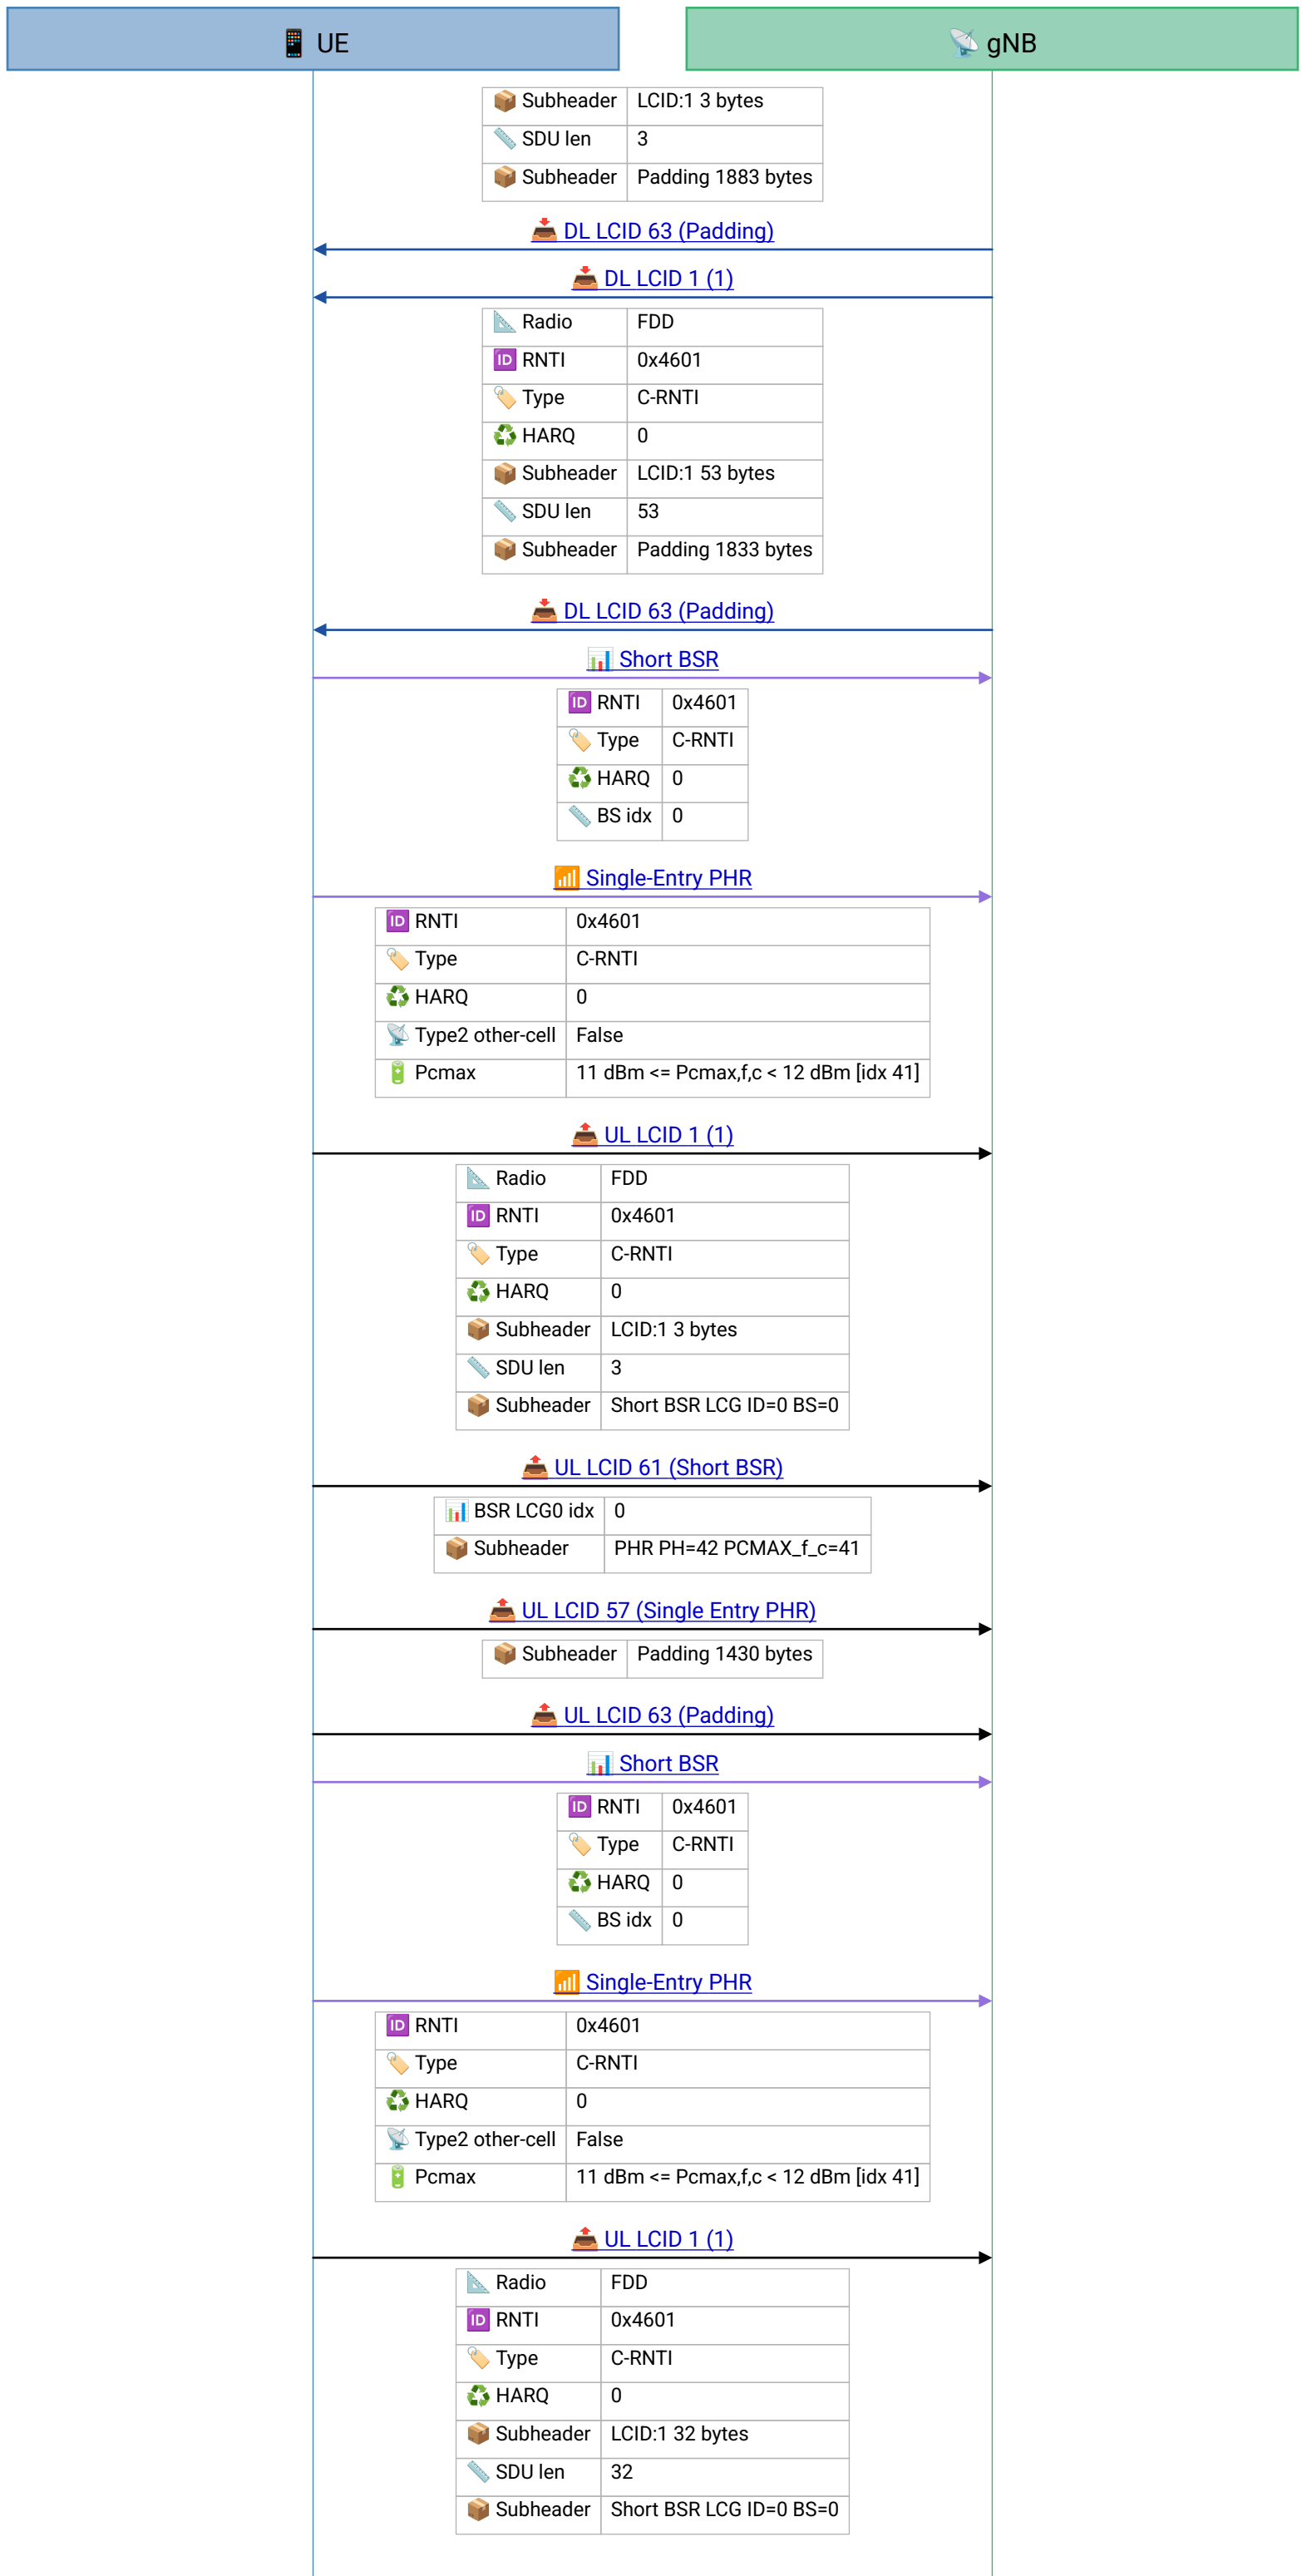 📱 UE
📡 gNB
📦 Subheader LCID:1 3 bytes
📏 SDU len 3
📦 Subheader Padding 1883 bytes
📥 DL LCID 63 (Padding)
📥 DL LCID 1 (1)
📐 Radio FDD
🆔 RNTI 0x4601
🏷️ Type C-RNTI
♻️ HARQ 0
📦 Subheader LCID:1 53 bytes
📏 SDU len 53
📦 Subheader Padding 1833 bytes
📥 DL LCID 63 (Padding)
📊 Short BSR
🆔 RNTI 0x4601
🏷️ Type C-RNTI
♻️ HARQ 0
📏 BS idx 0
📶 Single-Entry PHR
🆔 RNTI 0x4601
🏷️ Type C-RNTI
♻️ HARQ 0
📡 Type2 other-cell False
🔋 Pcmax 11 dBm <= Pcmax,f,c < 12 dBm [idx 41]
📤 UL LCID 1 (1)
📐 Radio FDD
🆔 RNTI 0x4601
🏷️ Type C-RNTI
♻️ HARQ 0
📦 Subheader LCID:1 3 bytes
📏 SDU len 3
📦 Subheader Short BSR LCG ID=0 BS=0
📤 UL LCID 61 (Short BSR)
📊 BSR LCG0 idx 0
📦 Subheader PHR PH=42 PCMAX_f_c=41
📤 UL LCID 57 (Single Entry PHR)
📦 Subheader Padding 1430 bytes
📤 UL LCID 63 (Padding)
📊 Short BSR
🆔 RNTI 0x4601
🏷️ Type C-RNTI
♻️ HARQ 0
📏 BS idx 0
📶 Single-Entry PHR
🆔 RNTI 0x4601
🏷️ Type C-RNTI
♻️ HARQ 0
📡 Type2 other-cell False
🔋 Pcmax 11 dBm <= Pcmax,f,c < 12 dBm [idx 41]
📤 UL LCID 1 (1)
📐 Radio FDD
🆔 RNTI 0x4601
🏷️ Type C-RNTI
♻️ HARQ 0
📦 Subheader LCID:1 32 bytes
📏 SDU len 32
📦 Subheader Short BSR LCG ID=0 BS=0